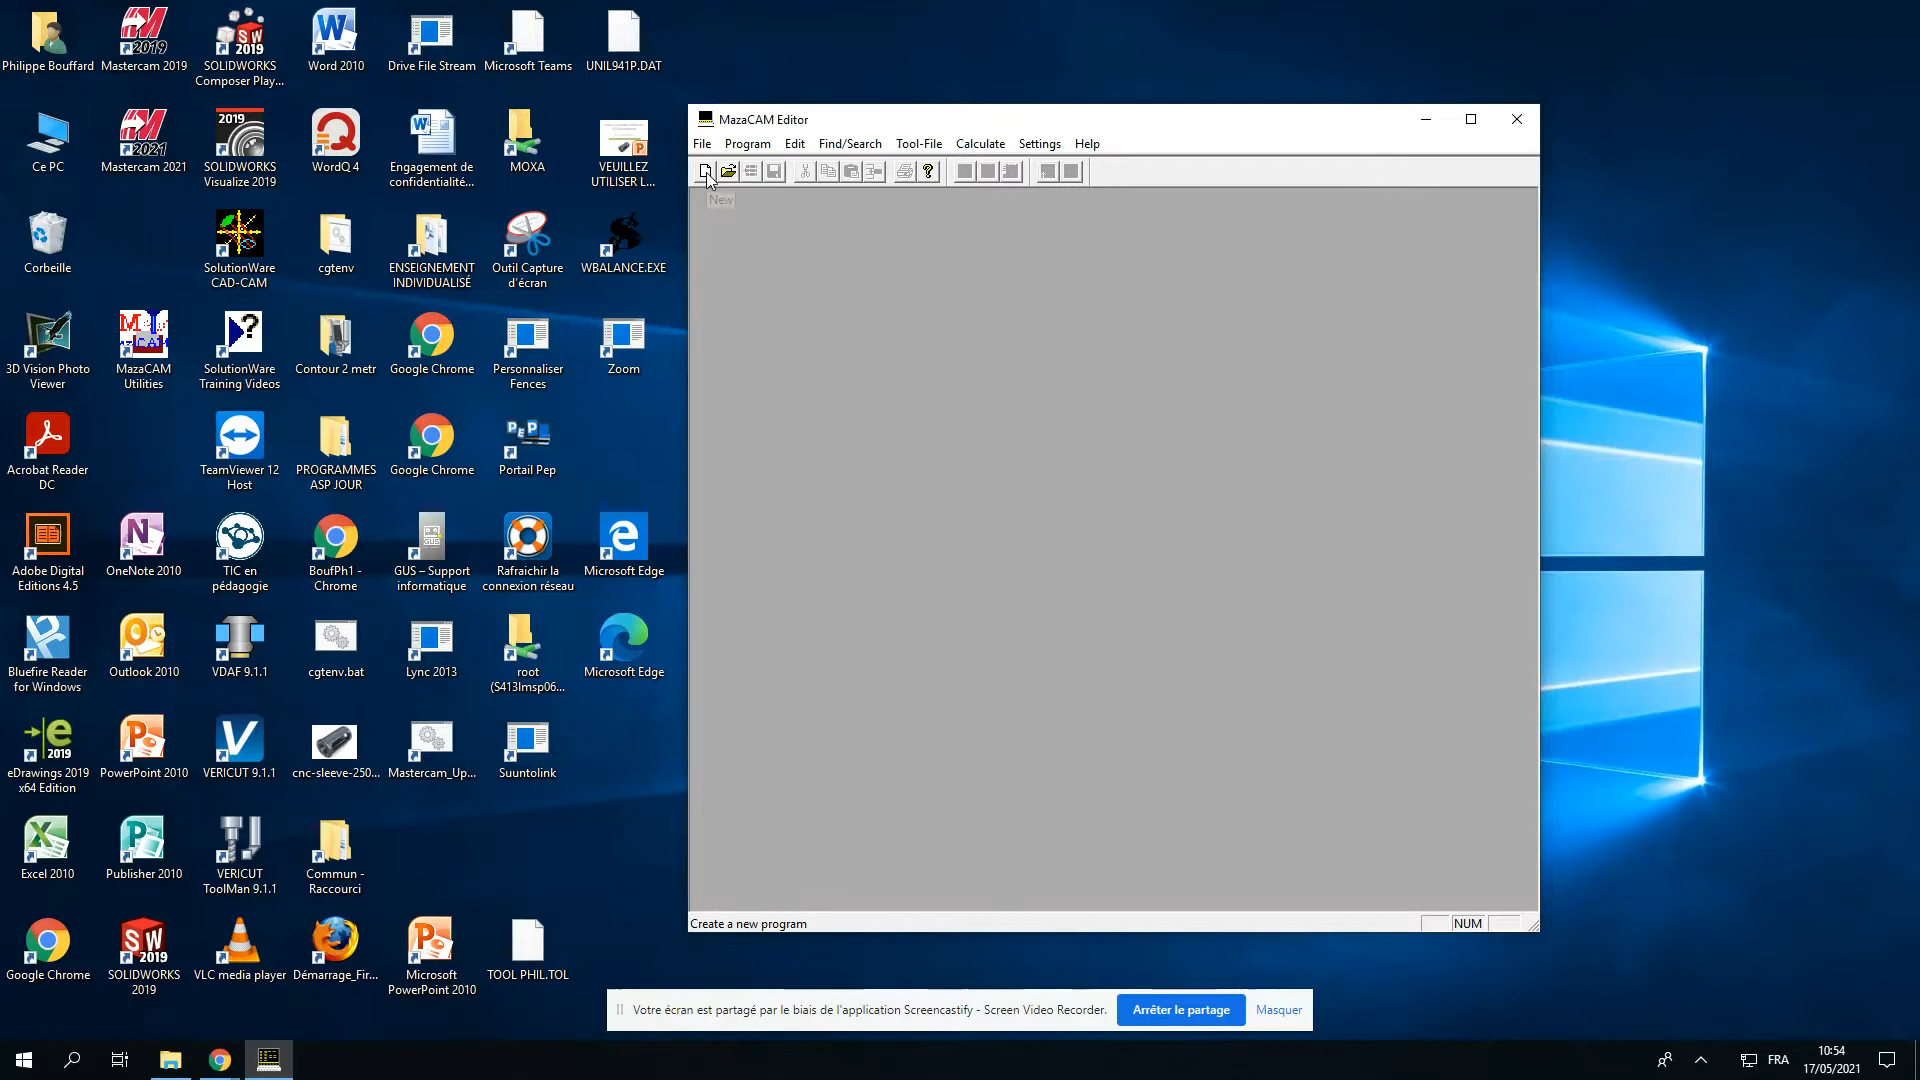 Philippe Bouffard
Mastercam 2019
SOLIDWORKS
Composer Play...
Word 2010
Drive File Stream
Microsoft Teams
UNIL941P.DAT
Ce PC
Mastercam 2021
SOLIDWORKS
Visualize 2019
WordQ 4
Engagement de
confidentialité...
MOXA
VEUILLEZ
UTILISER L...
Corbeille
SolutionWare
CAD-CAM
cgtenv
ENSEIGNEMENT
INDIVIDUALISÉ
Outil Capture
d'écran
WBALANCE.EXE
3D Vision Photo
Viewer
MazaCAM
Utilities
SolutionWare
Training Videos
Contour 2 metr
Google Chrome
Personnaliser
Fences
Zoom
Acrobat Reader
DC
TeamViewer 12
Host
PROGRAMMES
ASP JOUR
Google Chrome
Portail Pep
Adobe Digital
Editions 4.5
OneNote 2010
TIC en
pédagogie
BoufPh1 -
Chrome
GUS – Support
informatique
Rafraichir la
connexion réseau
Microsoft Edge
Bluefire Reader
for Windows
Outlook 2010
VDAF 9.1.1
cgtenv.bat
Lync 2013
root
(S413lmsp06...
Microsoft Edge
eDrawings 2019
x64 Edition
PowerPoint 2010
VERICUT 9.1.1
cnc-sleeve-250...
Mastercam_Up...
Suuntolink
Excel 2010
Publisher 2010
VERICUT
ToolMan 9.1.1
Commun -
Raccourci
Google Chrome
SOLIDWORKS
2019
VLC media player
Démarrage_Fir...
Microsoft
PowerPoint 2010
TOOL PHIL.TOL
MazaCAM Editor
File Program Edit Find/Search Tool-File Calculate Settings Help
New
Create a new program
NUM
Votre écran est partagé par le biais de l'application Screencastify - Screen Video Recorder.
Arrêter le partage
Masquer
FRA
10:54
17/05/2021